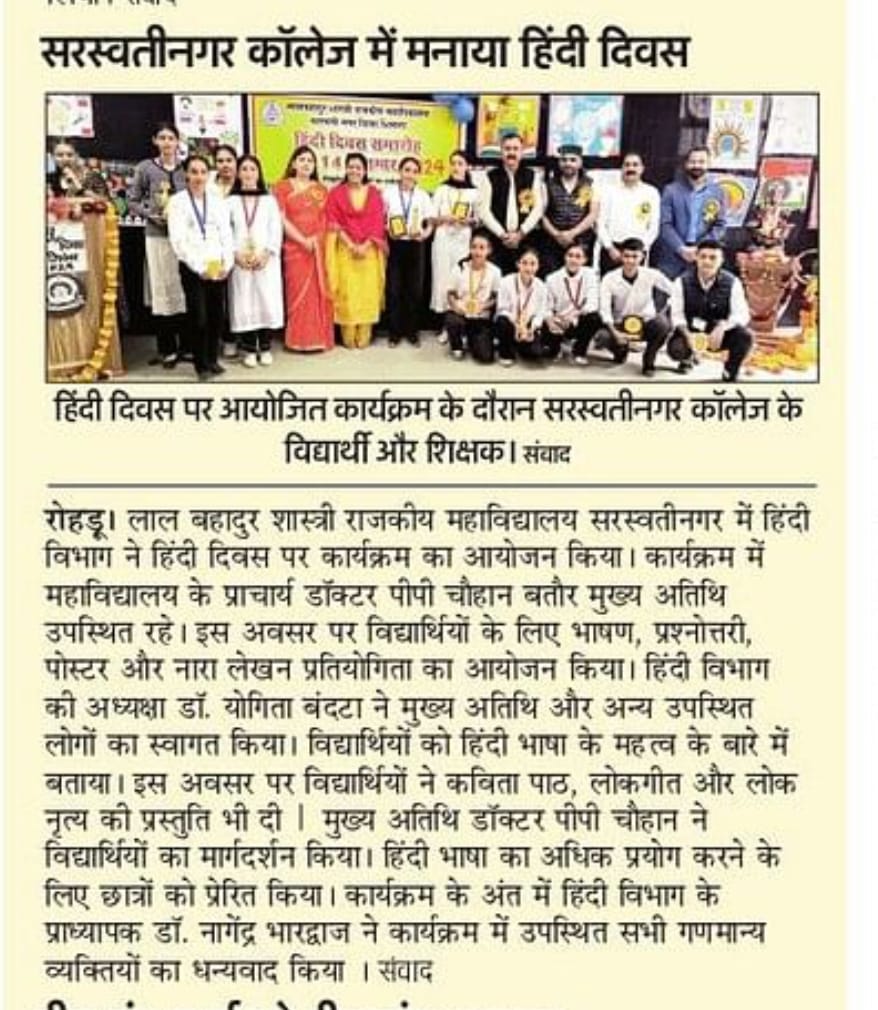 सरस्वतीनगर कॉलेज में मनाया हिंदी दिवस
हिंदी दिवस समारोह
हिंदी दिवस पर आयोजित कार्यक्रम के दौरान सरस्वतीनगर कॉलेज के
विद्यार्थी और शिक्षक। संवाद
रोहड़ू। लाल बहादुर शास्त्री राजकीय महाविद्यालय सरस्वतीनगर में हिंदी
विभाग ने हिंदी दिवस पर कार्यक्रम का आयोजन किया। कार्यक्रम में
महाविद्यालय के प्राचार्य डॉक्टर पीपी चौहान बतौर मुख्य अतिथि
उपस्थित रहे। इस अवसर पर विद्यार्थियों के लिए भाषण, प्रश्नोत्तरी,
पोस्टर और नारा लेखन प्रतियोगिता का आयोजन किया। हिंदी विभाग
की अध्यक्षा डॉ. योगिता बंदटा ने मुख्य अतिथि और अन्य उपस्थित
लोगों का स्वागत किया। विद्यार्थियों को हिंदी भाषा के महत्व के बारे में
बताया। इस अवसर पर विद्यार्थियों ने कविता पाठ, लोकगीत और लोक
नृत्य की प्रस्तुति भी दी | मुख्य अतिथि डॉक्टर पीपी चौहान ने
विद्यार्थियों का मार्गदर्शन किया। हिंदी भाषा का अधिक प्रयोग करने के
लिए छात्रों को प्रेरित किया। कार्यक्रम के अंत में हिंदी विभाग के
प्राध्यापक डॉ. नागेंद्र भारद्वाज ने कार्यक्रम में उपस्थित सभी गणमान्य
व्यक्तियों का धन्यवाद किया । संवाद